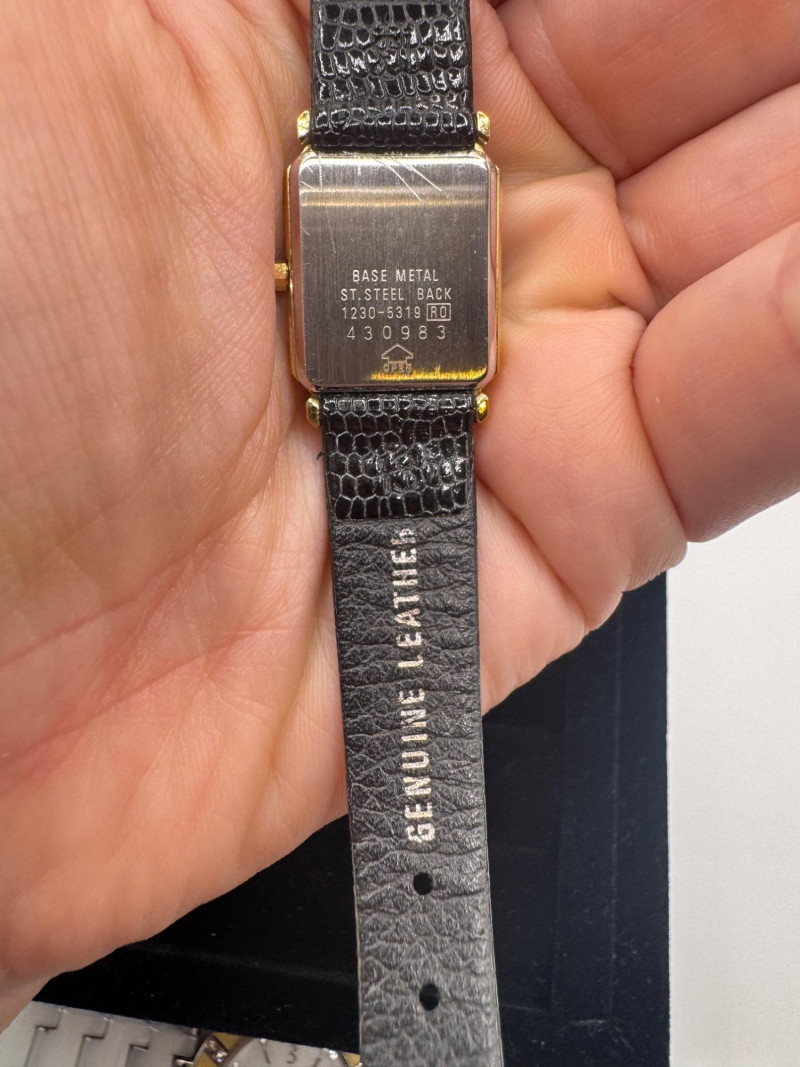 BASE METAL
ST. STEEL BACK
1230-5319 RO
430983
OPEN
GENUINE LEATHER